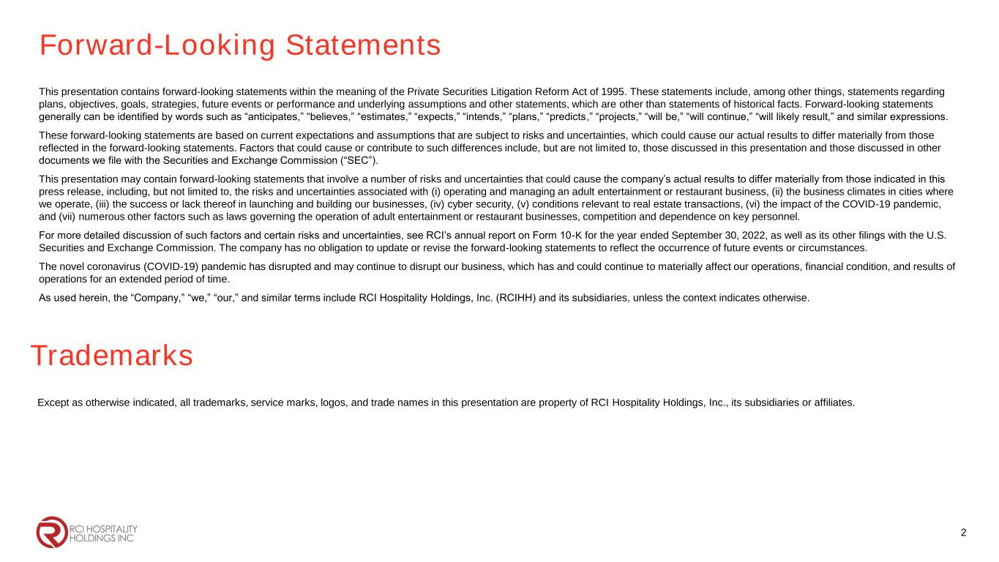 Forward-Looking Statements
This presentation contains forward-looking statements within the meaning of the Private Securities Litigation Reform Act of 1995. These statements include, among other things, statements regarding
plans, objectives, goals, strategies, future events or performance and underlying assumptions and other statements, which are other than statements of historical facts. Forward-looking statements
generally can be identified by words such as “anticipates,” “believes,” “estimates,” “expects,” “intends,” “plans,” “predicts,” “projects,” “will be,” “will continue,” “will likely result,” and similar expressions.
These forward-looking statements are based on current expectations and assumptions that are subject to risks and uncertainties, which could cause our actual results to differ materially from those
reflected in the forward-looking statements. Factors that could cause or contribute to such differences include, but are not limited to, those discussed in this presentation and those discussed in other
documents we file with the Securities and Exchange Commission (“SEC”).
This presentation may contain forward-looking statements that involve a number of risks and uncertainties that could cause the company’s actual results to differ materially from those indicated in this
press release, including, but not limited to, the risks and uncertainties associated with (i) operating and managing an adult entertainment or restaurant business, (ii) the business climates in cities where
we operate, (iii) the success or lack thereof in launching and building our businesses, (iv) cyber security, (v) conditions relevant to real estate transactions, (vi) the impact of the COVID-19 pandemic,
and (vii) numerous other factors such as laws governing the operation of adult entertainment or restaurant businesses, competition and dependence on key personnel.
For more detailed discussion of such factors and certain risks and uncertainties, see RCI’s annual report on Form 10-K for the year ended September 30, 2022, as well as its other filings with the U.S.
Securities and Exchange Commission. The company has no obligation to update or revise the forward-looking statements to reflect the occurrence of future events or circumstances.
The novel coronavirus (COVID-19) pandemic has disrupted and may continue to disrupt our business, which has and could continue to materially affect our operations, financial condition, and results of
operations for an extended period of time.
As used herein, the “Company,” “we,” “our,” and similar terms include RCI Hospitality Holdings, Inc. (RCIHH) and its subsidiaries, unless the context indicates otherwise.
Trademarks
Except as otherwise indicated, all trademarks, service marks, logos, and trade names in this presentation are property of RCI Hospitality Holdings, Inc., its subsidiaries or affiliates.
RCI HOSPITALITY
HOLDINGS INC
2